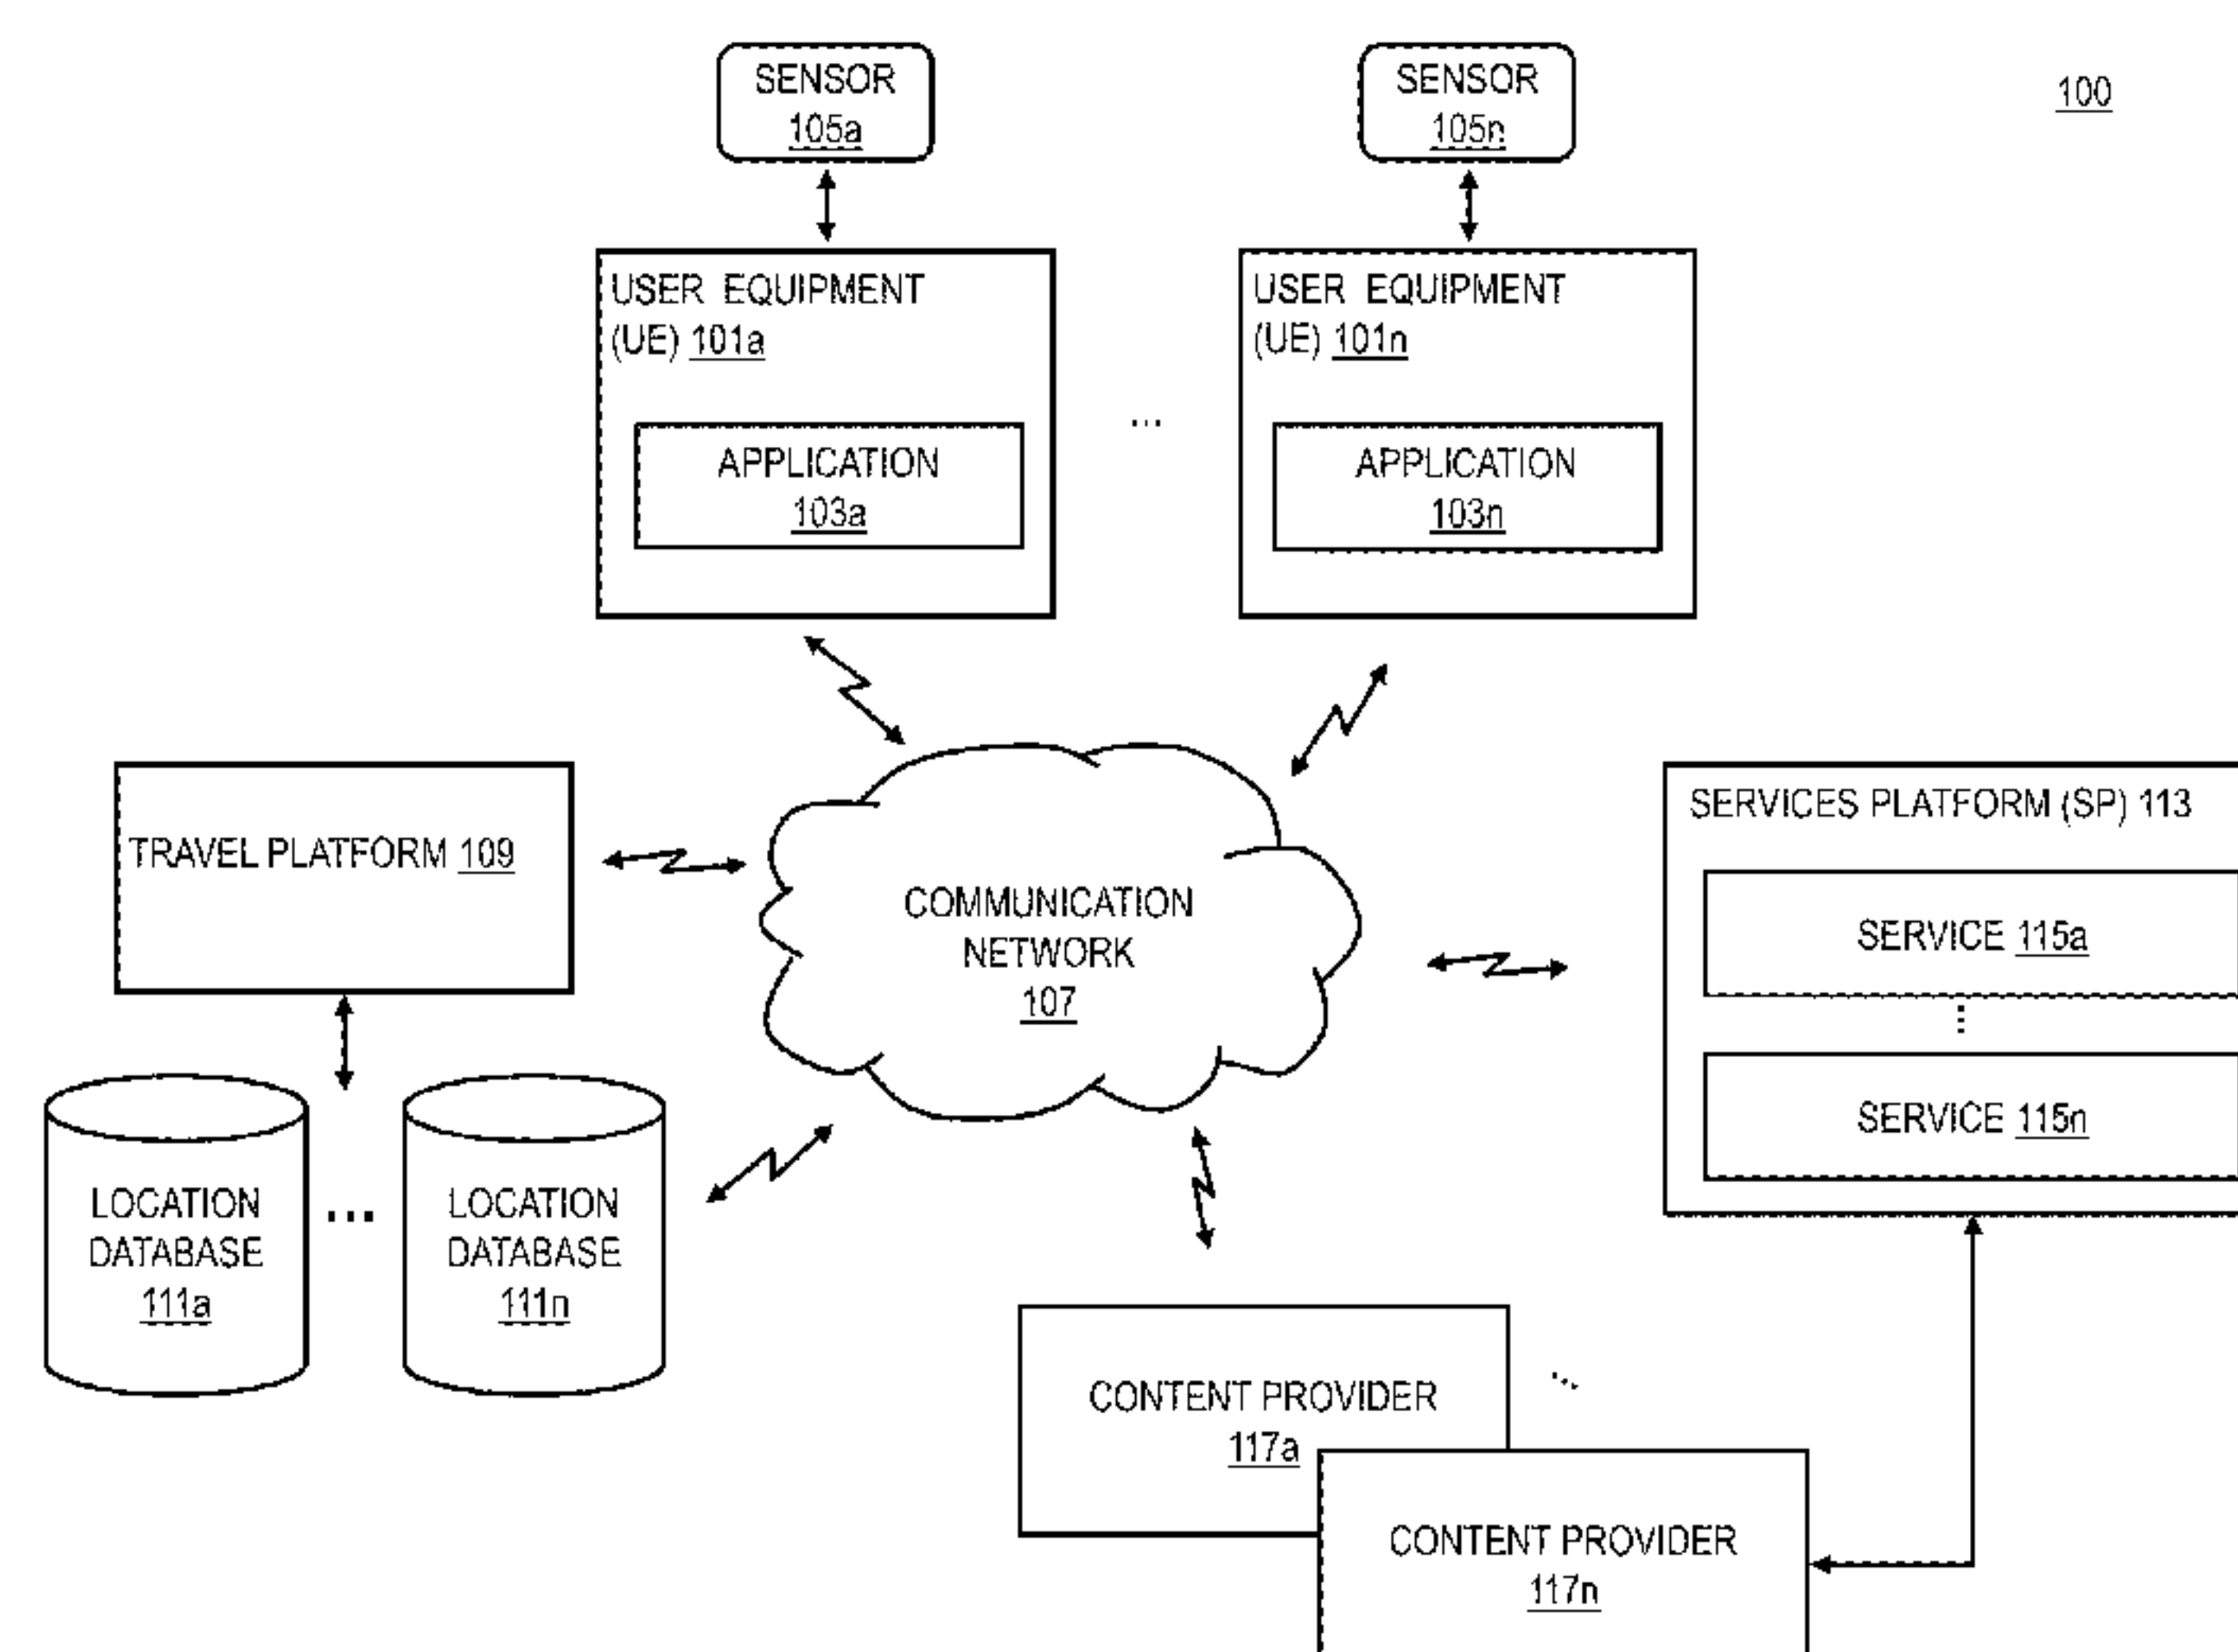 SENSOR
105a
SENSOR
105n
100
USER EQUIPMENT
(UE) 101a
APPLICATION
103a
...
USER EQUIPMENT
(UE) 101n
APPLICATION
103n
TRAVEL PLATFORM 109
COMMUNICATION
NETWORK
107
SERVICES PLATFORM (SP) 113
SERVICE 115a
...
SERVICE 115n
LOCATION
DATABASE
111a
...
LOCATION
DATABASE
111n
CONTENT PROVIDER
117a
...
CONTENT PROVIDER
117n